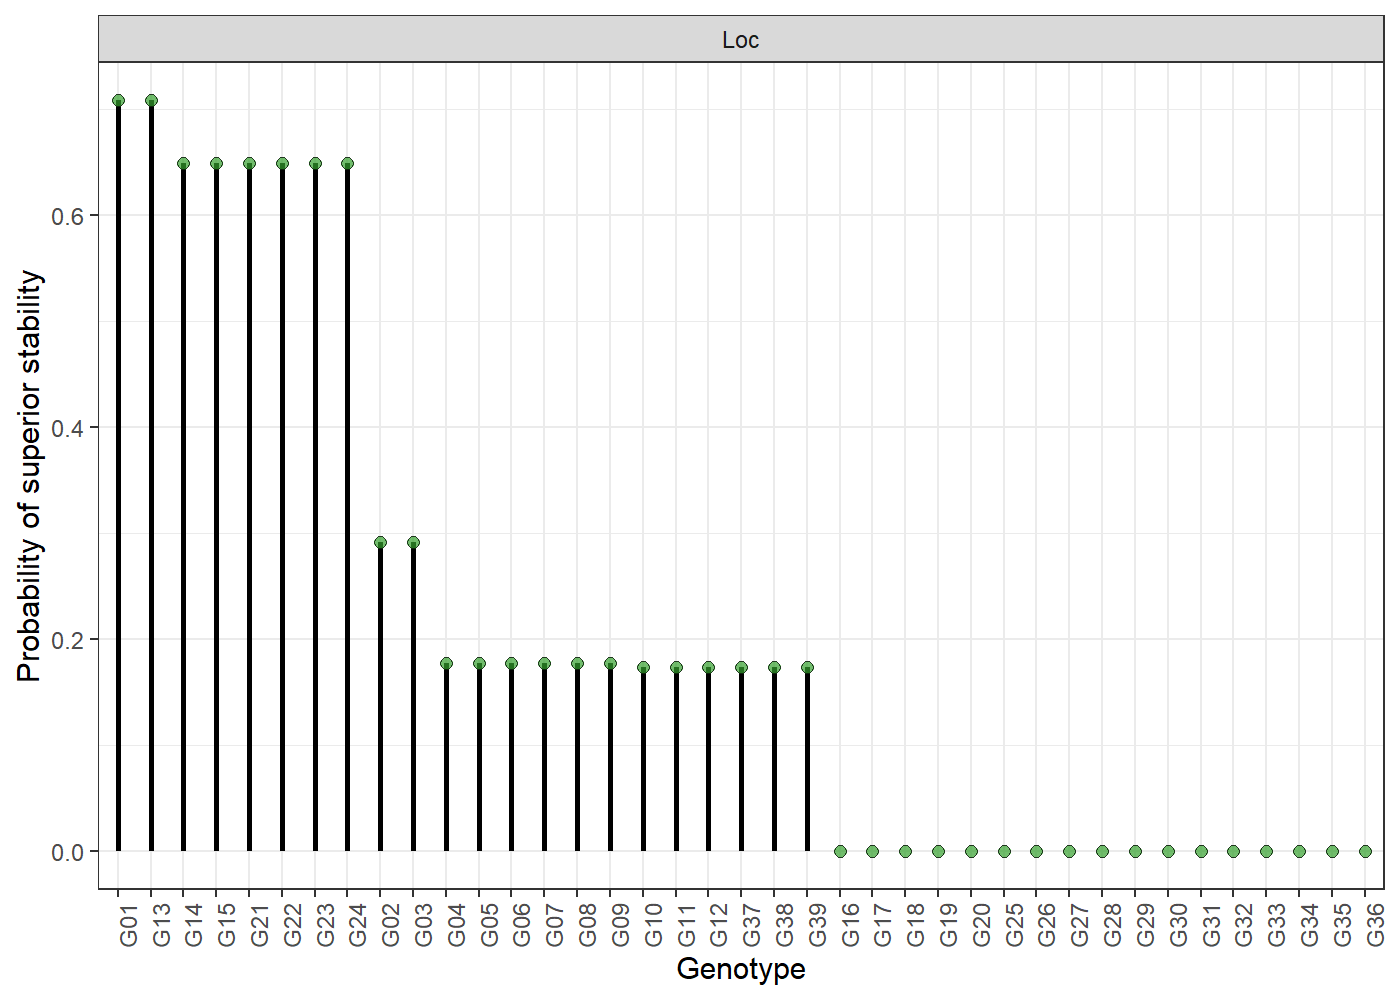 Loc
Probability of superior stability
0.6
0.4
0.2
0.0
G01 G13 G14 G15 G21 G22 G23 G24 G02 G03 G04 G05 G06 G07 G08 G09 G10 G11 G12 G37 G38 G39 G16 G17 G18 G19 G20 G25 G26 G27 G28 G29 G30 G31 G32 G33 G34 G35 G36
Genotype